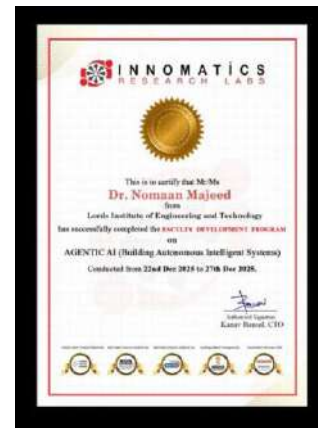 INNOMATICS
RESEARCH LABS
This is to certify that Mr/Ms
Dr. Nomaan Majeed
from
Lords Institute of Engineering and Technology
has successfully completed the FACULTY DEVELOPMENT PROGRAM
on
AGENTIC AI (Building Autonomous Intelligent Systems)
Conducted from 22nd Dec 2025 to 27th Dec 2025.
Authorized Signature
CTO